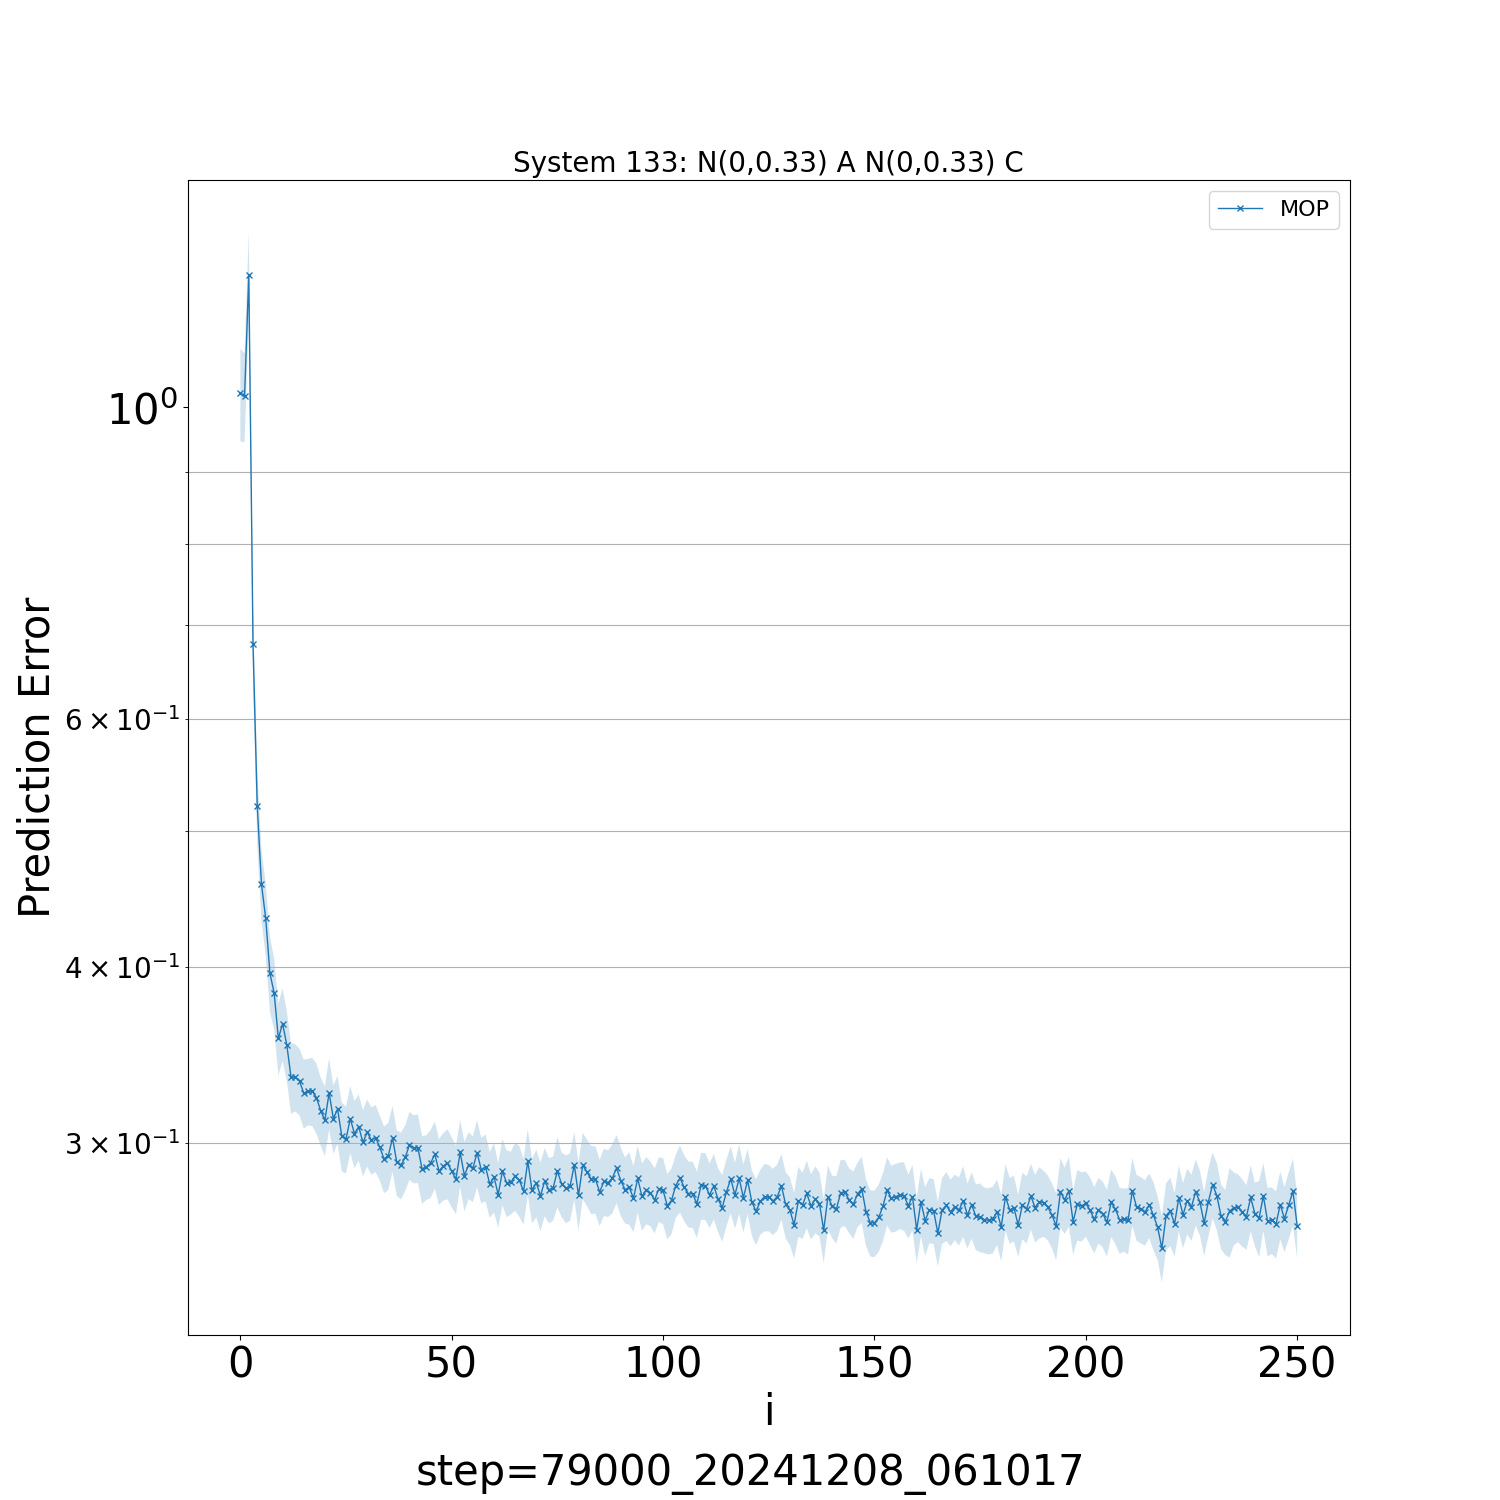 System 133: N(0,0.33) A N(0,0.33) C
MOP
10⁰
6 × 10⁻¹
4 × 10⁻¹
3 × 10⁻¹
Prediction Error
0 50 100 150 200 250
i
step=79000_20241208_061017